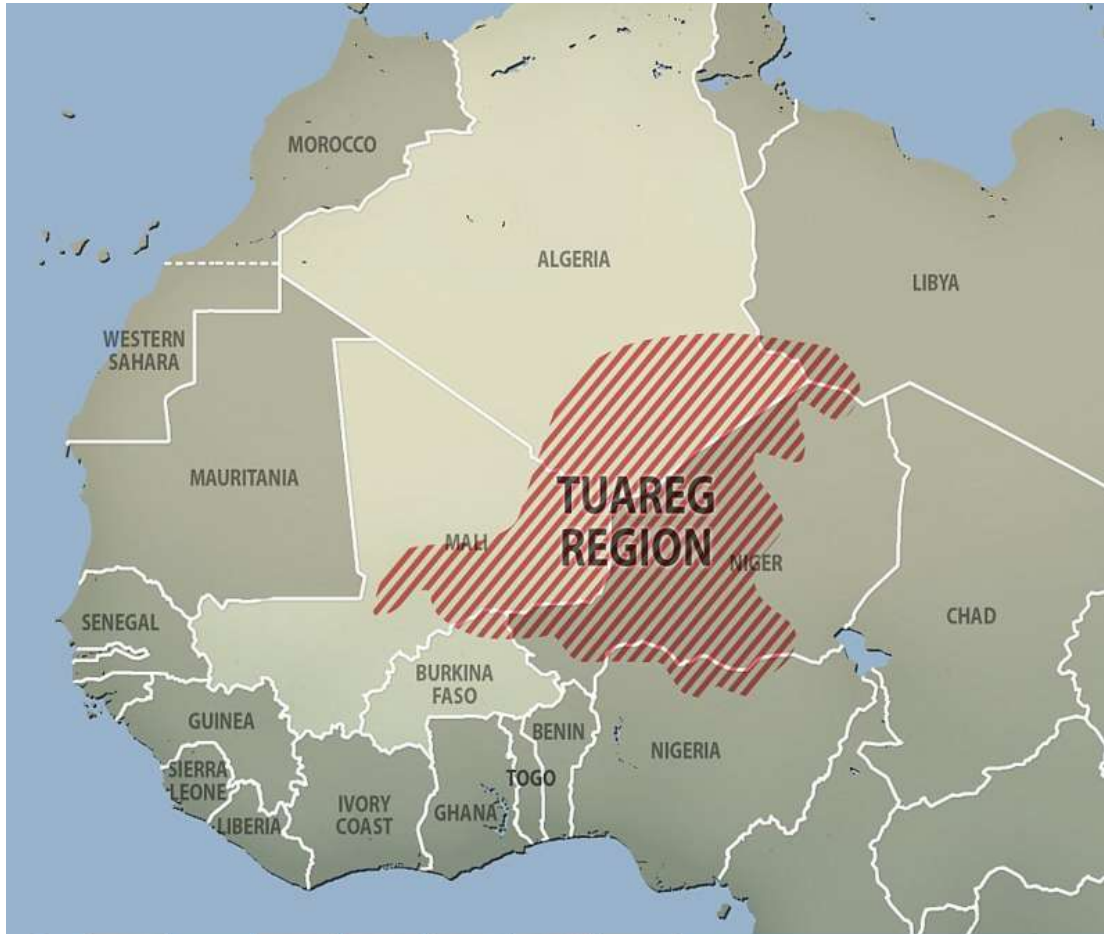 MOROCCO
ALGERIA
LIBYA
WESTERN
SAHARA
MAURITANIA
TUAREG
REGION
MALI
NIGER
SENEGAL
CHAD
BURKINA
FASO
GUINEA
BENIN
NIGERIA
SIERRA
LEONE
TOGO
IVORY
COAST
GHANA
LIBERIA